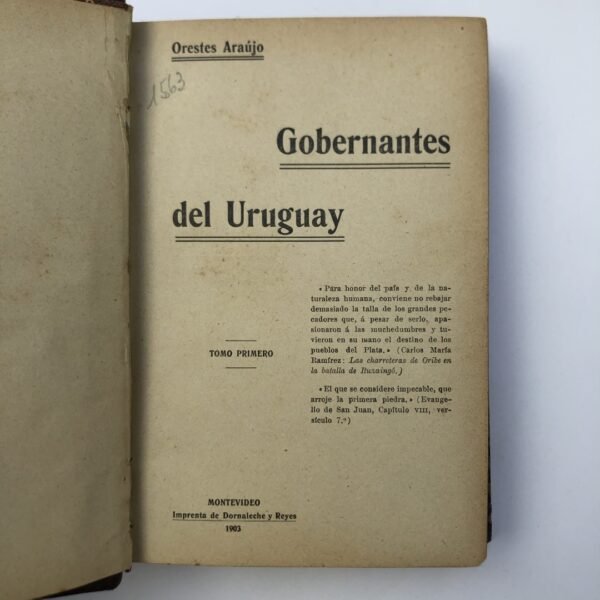 Orestes Araújo
1563
Gobernantes
del Uruguay
« Para honor del país y de la na-
turaleza humana, conviene no rebajar
demasiado la talla de los grandes pe-
cadores que, á pesar de serlo, apa-
sionaron á las muchedumbres y tu-
vieron en su mano el destino de los
pueblos del Plata. » (Carlos María
Ramírez: Las charreteras de Oribe en
la batalla de Ituzaingó.)
« El que se considere impecable, que
arroje la primera piedra. » (Evange-
lio de San Juan, Capítulo VIII, ver-
sículo 7.º)
TOMO PRIMERO
MONTEVIDEO
Imprenta de Dornaleche y Reyes
1903